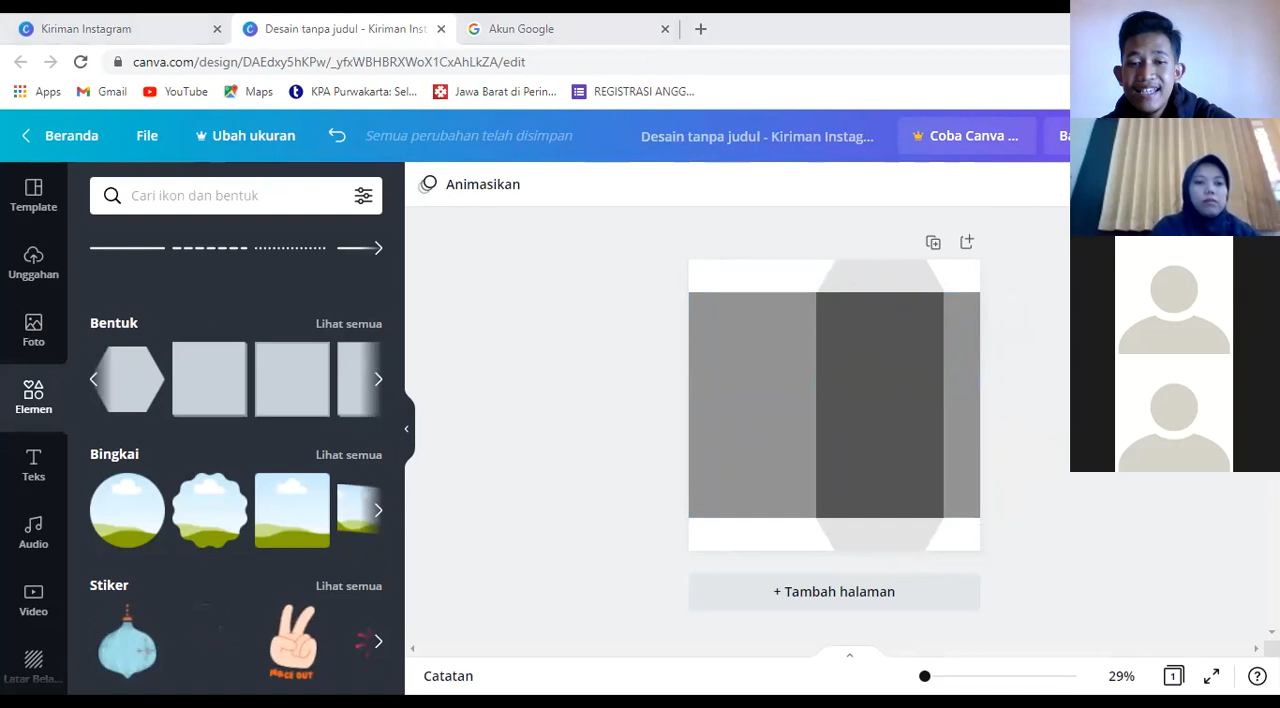 Kiriman Instagram
Desain tanpa judul - Kiriman Inst
Akun Google
canva.com/design/DAEdxy5hKPw/_yfxWBHBRXWoX1CxAhLkZA/edit
Apps
Gmail
YouTube
Maps
KPA Purwakarta: Sel...
Jawa Barat di Perin...
REGISTRASI ANGG...
Beranda
File
Ubah ukuran
Semua perubahan telah disimpan
Desain tanpa judul - Kiriman Instag...
Coba Canva ...
Ba
Template
Unggahan
Foto
Elemen
Teks
Audio
Video
Latar Bela...
Cari ikon dan bentuk
Bentuk
Lihat semua
Bingkai
Lihat semua
Stiker
Lihat semua
Animasikan
+ Tambah halaman
Catatan
29%
1
?